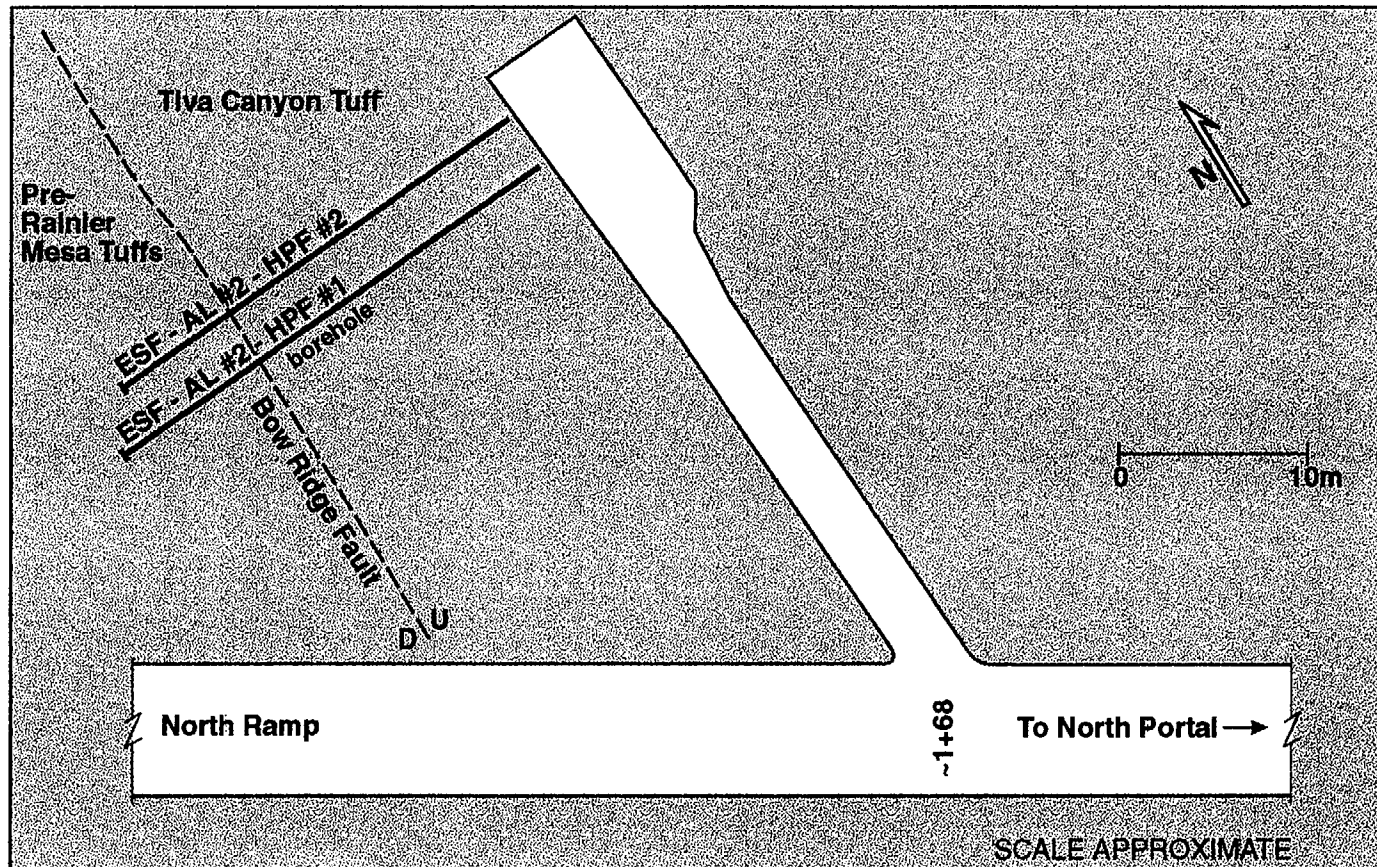 Tiva Canyon Tuff
Pre-
Rainier
Mesa Tuffs
N
ESF - AL #2 - HPF #2
ESF - AL #2 - HPF #1
borehole
Bow Ridge Fault
D U
0 10m
North Ramp
~1+68
To North Portal →
SCALE APPROXIMATE